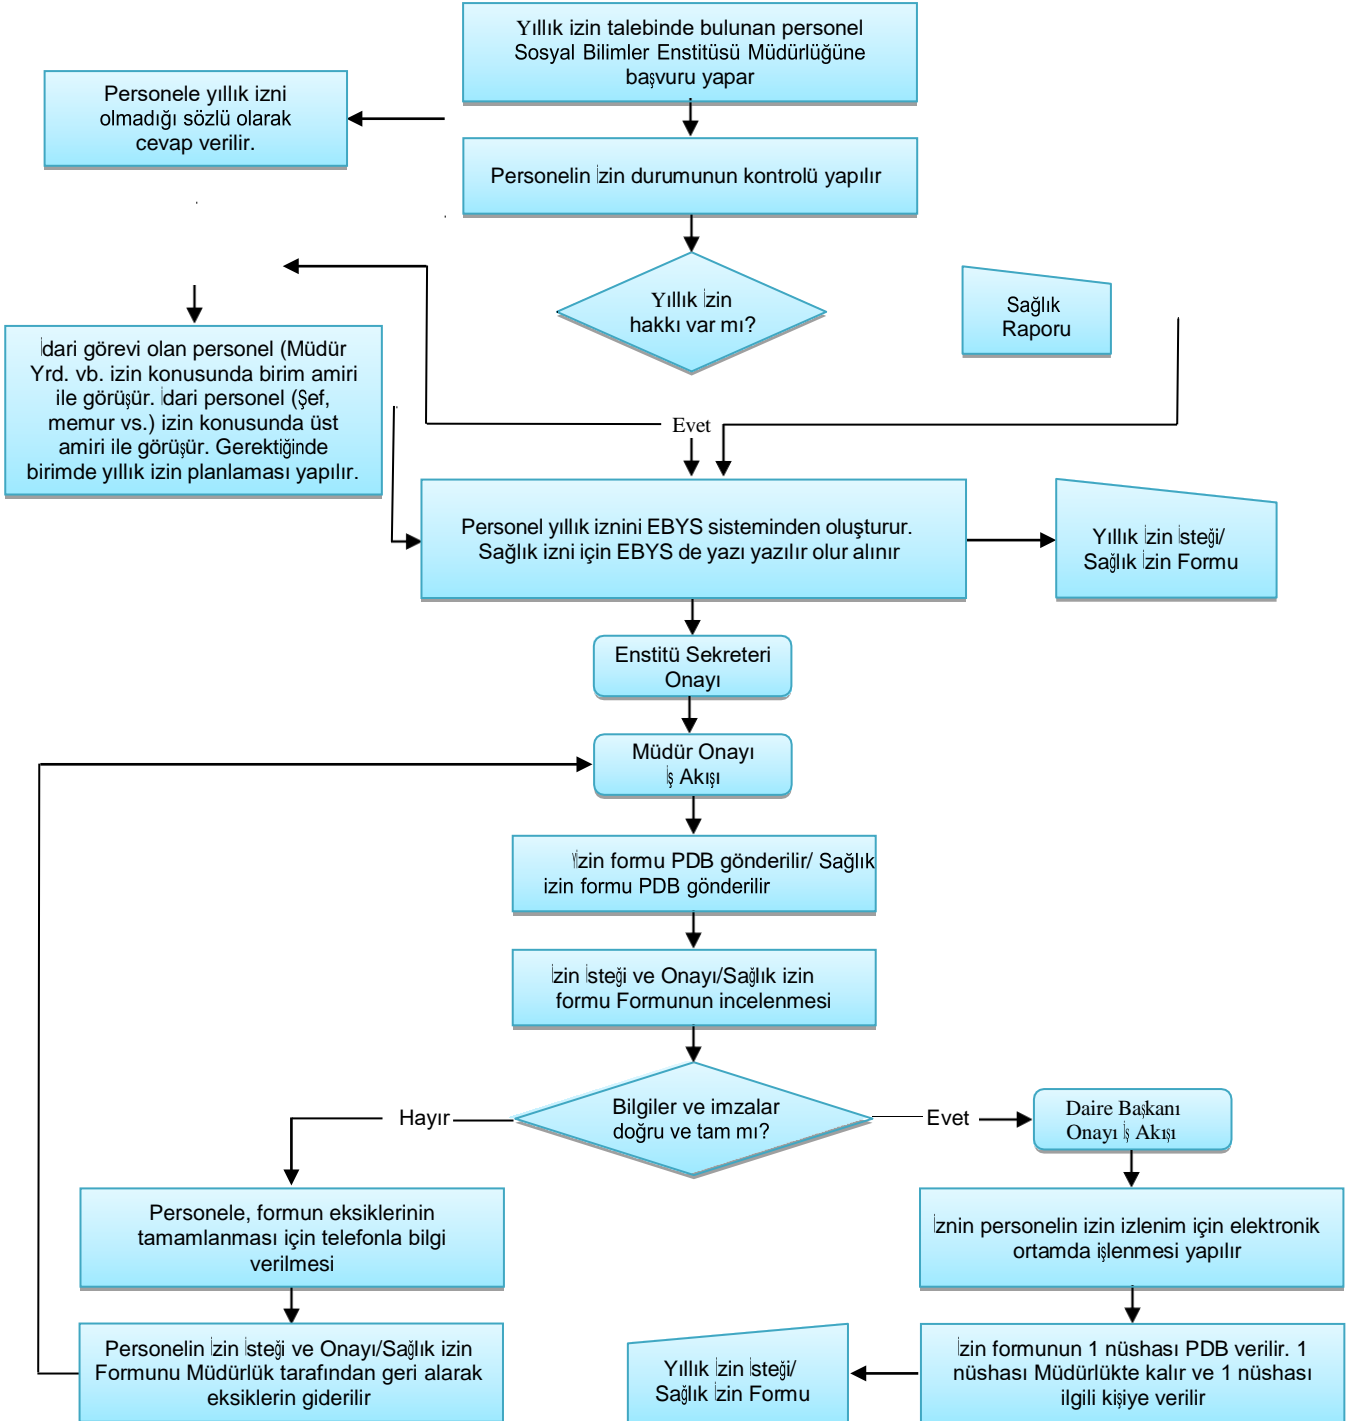 Yıllık izin talebinde bulunan personel
Sosyal Bilimler Enstitüsü Müdürlüğüne
başvuru yapar
Personele yıllık izni
olmadığı sözlü olarak
cevap verilir.
Personelin İzin durumunun kontrolü yapılır
Yıllık İzin
hakkı var mı?
Sağlık
Raporu
İdari görevi olan personel (Müdür
Yrd. vb. izin konusunda birim amiri
ile görüşür. İdari personel (Şef,
memur vs.) izin konusunda üst
amiri ile görüşür. Gerektiğinde
birimde yıllık izin planlaması yapılır.
Evet
Personel yıllık iznini EBYS sisteminden oluşturur.
Sağlık izni için EBYS de yazı yazılır olur alınır
Yıllık İzin İsteği/
Sağlık İzin Formu
Enstitü Sekreteri
Onayı
Müdür Onayı
İş Akışı
İzin formu PDB gönderilir/ Sağlık
izin formu PDB gönderilir
İzin İsteği ve Onayı/Sağlık izin
formu Formunun incelenmesi
Bilgiler ve imzalar
doğru ve tam mı?
Hayır
Evet
Daire Başkanı
Onayı İş Akışı
Personele, formun eksiklerinin
tamamlanması için telefonla bilgi
verilmesi
İznin personelin izin izlenim için elektronik
ortamda işlenmesi yapılır
Personelin İzin İsteği ve Onayı/Sağlık izin
Formunu Müdürlük tarafından geri alarak
eksiklerin giderilir
Yıllık İzin İsteği/
Sağlık İzin Formu
İzin formunun 1 nüshası PDB verilir. 1
nüshası Müdürlükte kalır ve 1 nüshası
ilgili kişiye verilir